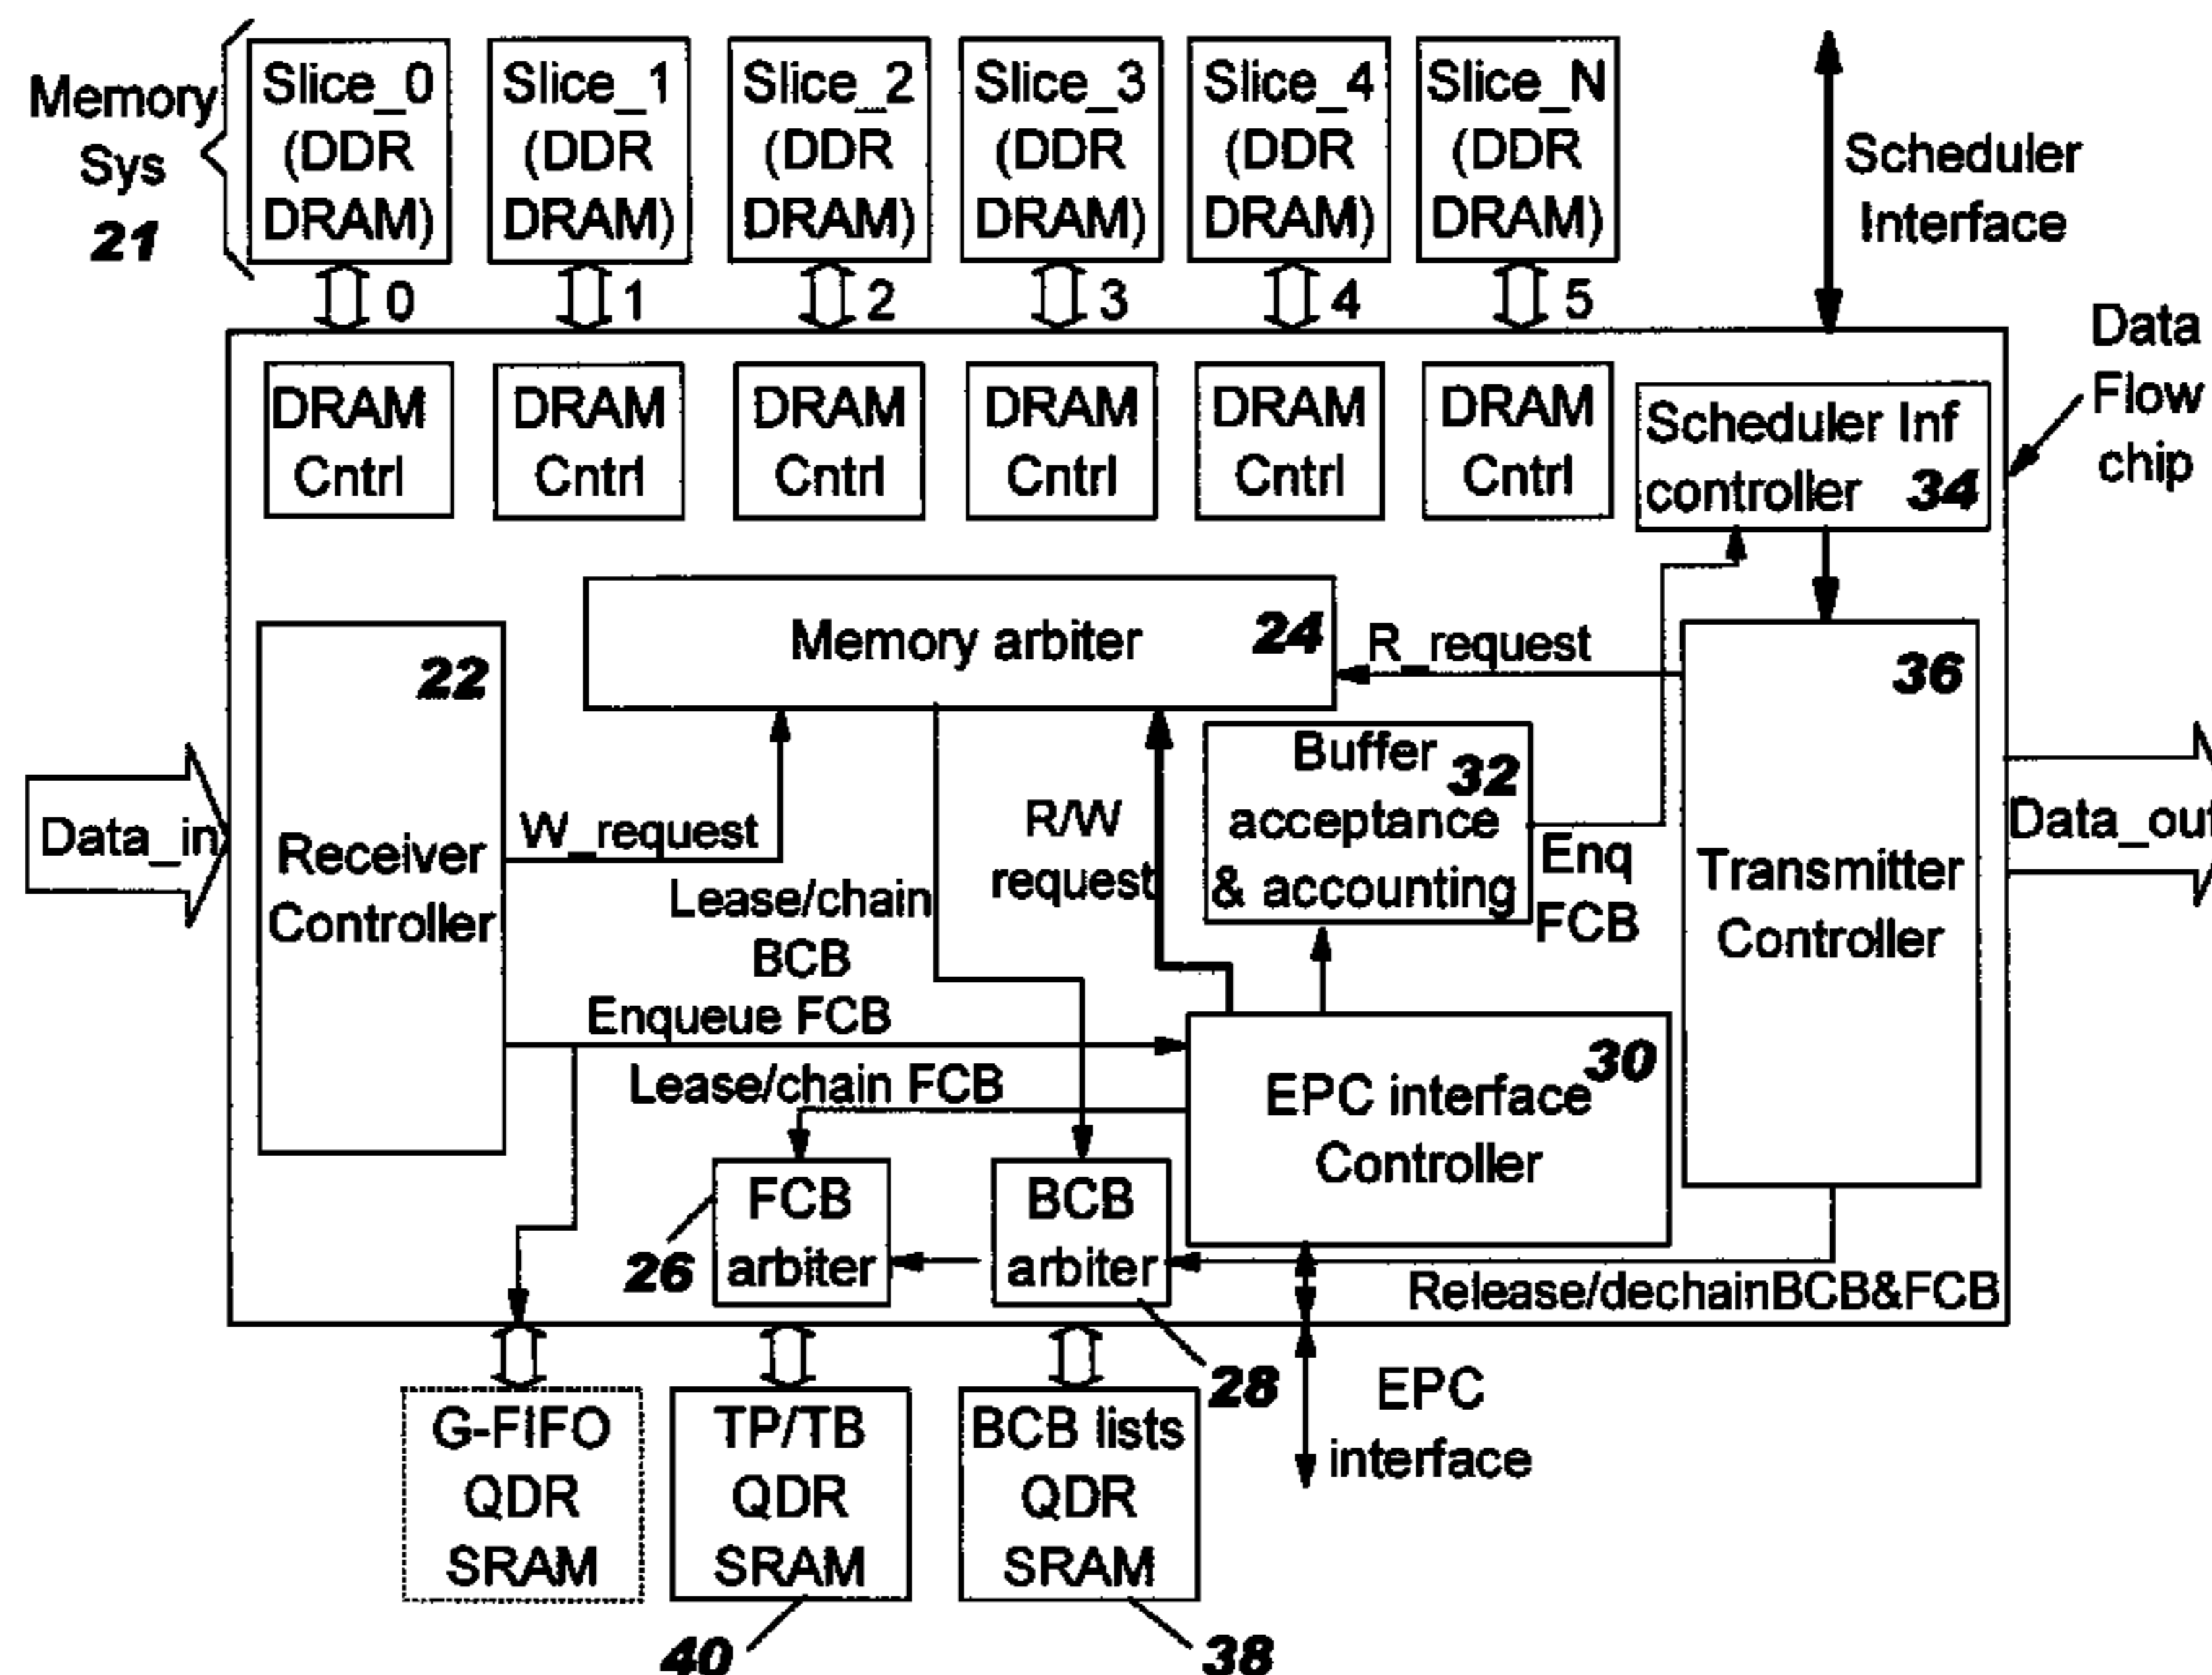 Memory
Sys
21
Slice_0
(DDR
DRAM)
Slice_1
(DDR
DRAM)
Slice_2
(DDR
DRAM)
Slice_3
(DDR
DRAM)
Slice_4
(DDR
DRAM)
Slice_N
(DDR
DRAM)
Scheduler
Interface
0
1
2
3
4
5
Data
Flow
chip
DRAM
Cntrl
DRAM
Cntrl
DRAM
Cntrl
DRAM
Cntrl
DRAM
Cntrl
DRAM
Cntrl
Scheduler Inf
controller 34
Memory arbiter 24
R_request
22
Receiver
Controller
36
Transmitter
Controller
Data_in
Data_out
W_request
Lease/chain
BCB
R/W
request
Buffer 32
acceptance
& accounting
Enq
FCB
Enqueue FCB
Lease/chain FCB
30
EPC interface
Controller
FCB
arbiter
26
BCB
arbiter
28
Release/dechainBCB&FCB
G-FIFO
QDR
SRAM
TP/TB
QDR
SRAM
40
BCB lists
QDR
SRAM
38
EPC
interface